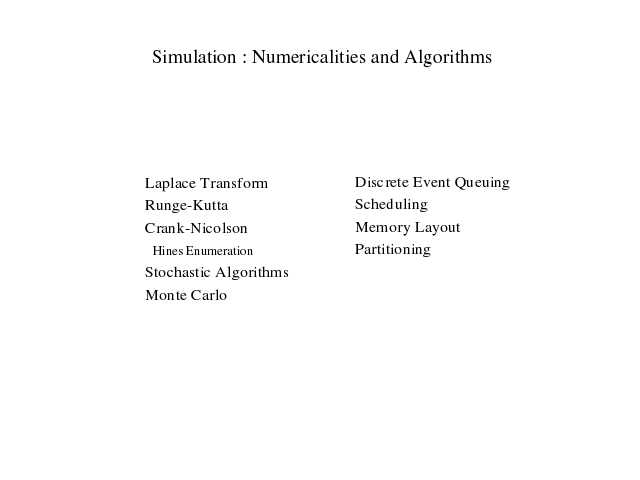 Simulation : Numericalities and Algorithms
Laplace Transform
Runge-Kutta
Crank-Nicolson
Hines Enumeration
Stochastic Algorithms
Monte Carlo
Discrete Event Queuing
Scheduling
Memory Layout
Partitioning